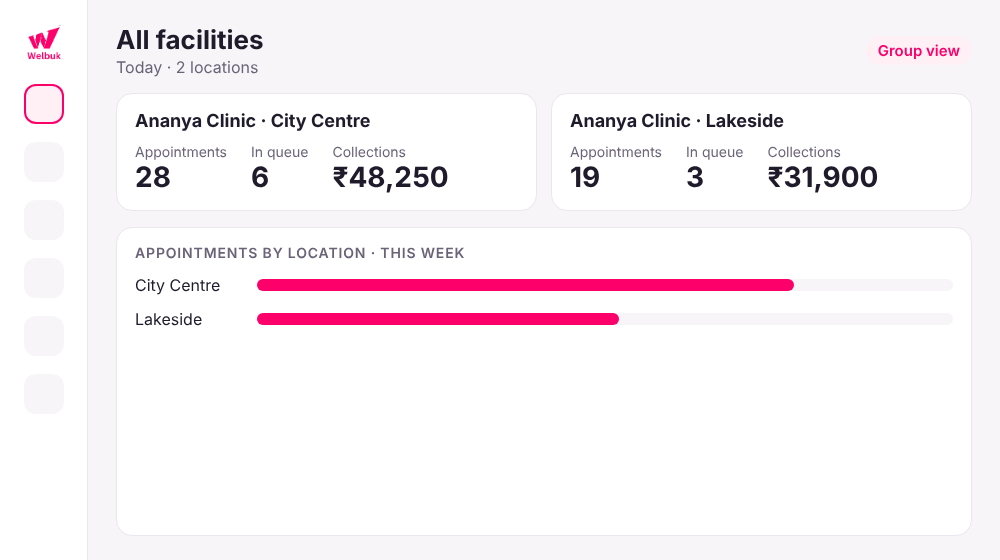 Welbuk
All facilities
Today · 2 locations
Group view
Ananya Clinic · City Centre
Appointments In queue Collections
28 6 ₹48,250
Ananya Clinic · Lakeside
Appointments In queue Collections
19 3 ₹31,900
APPOINTMENTS BY LOCATION · THIS WEEK
City Centre
Lakeside